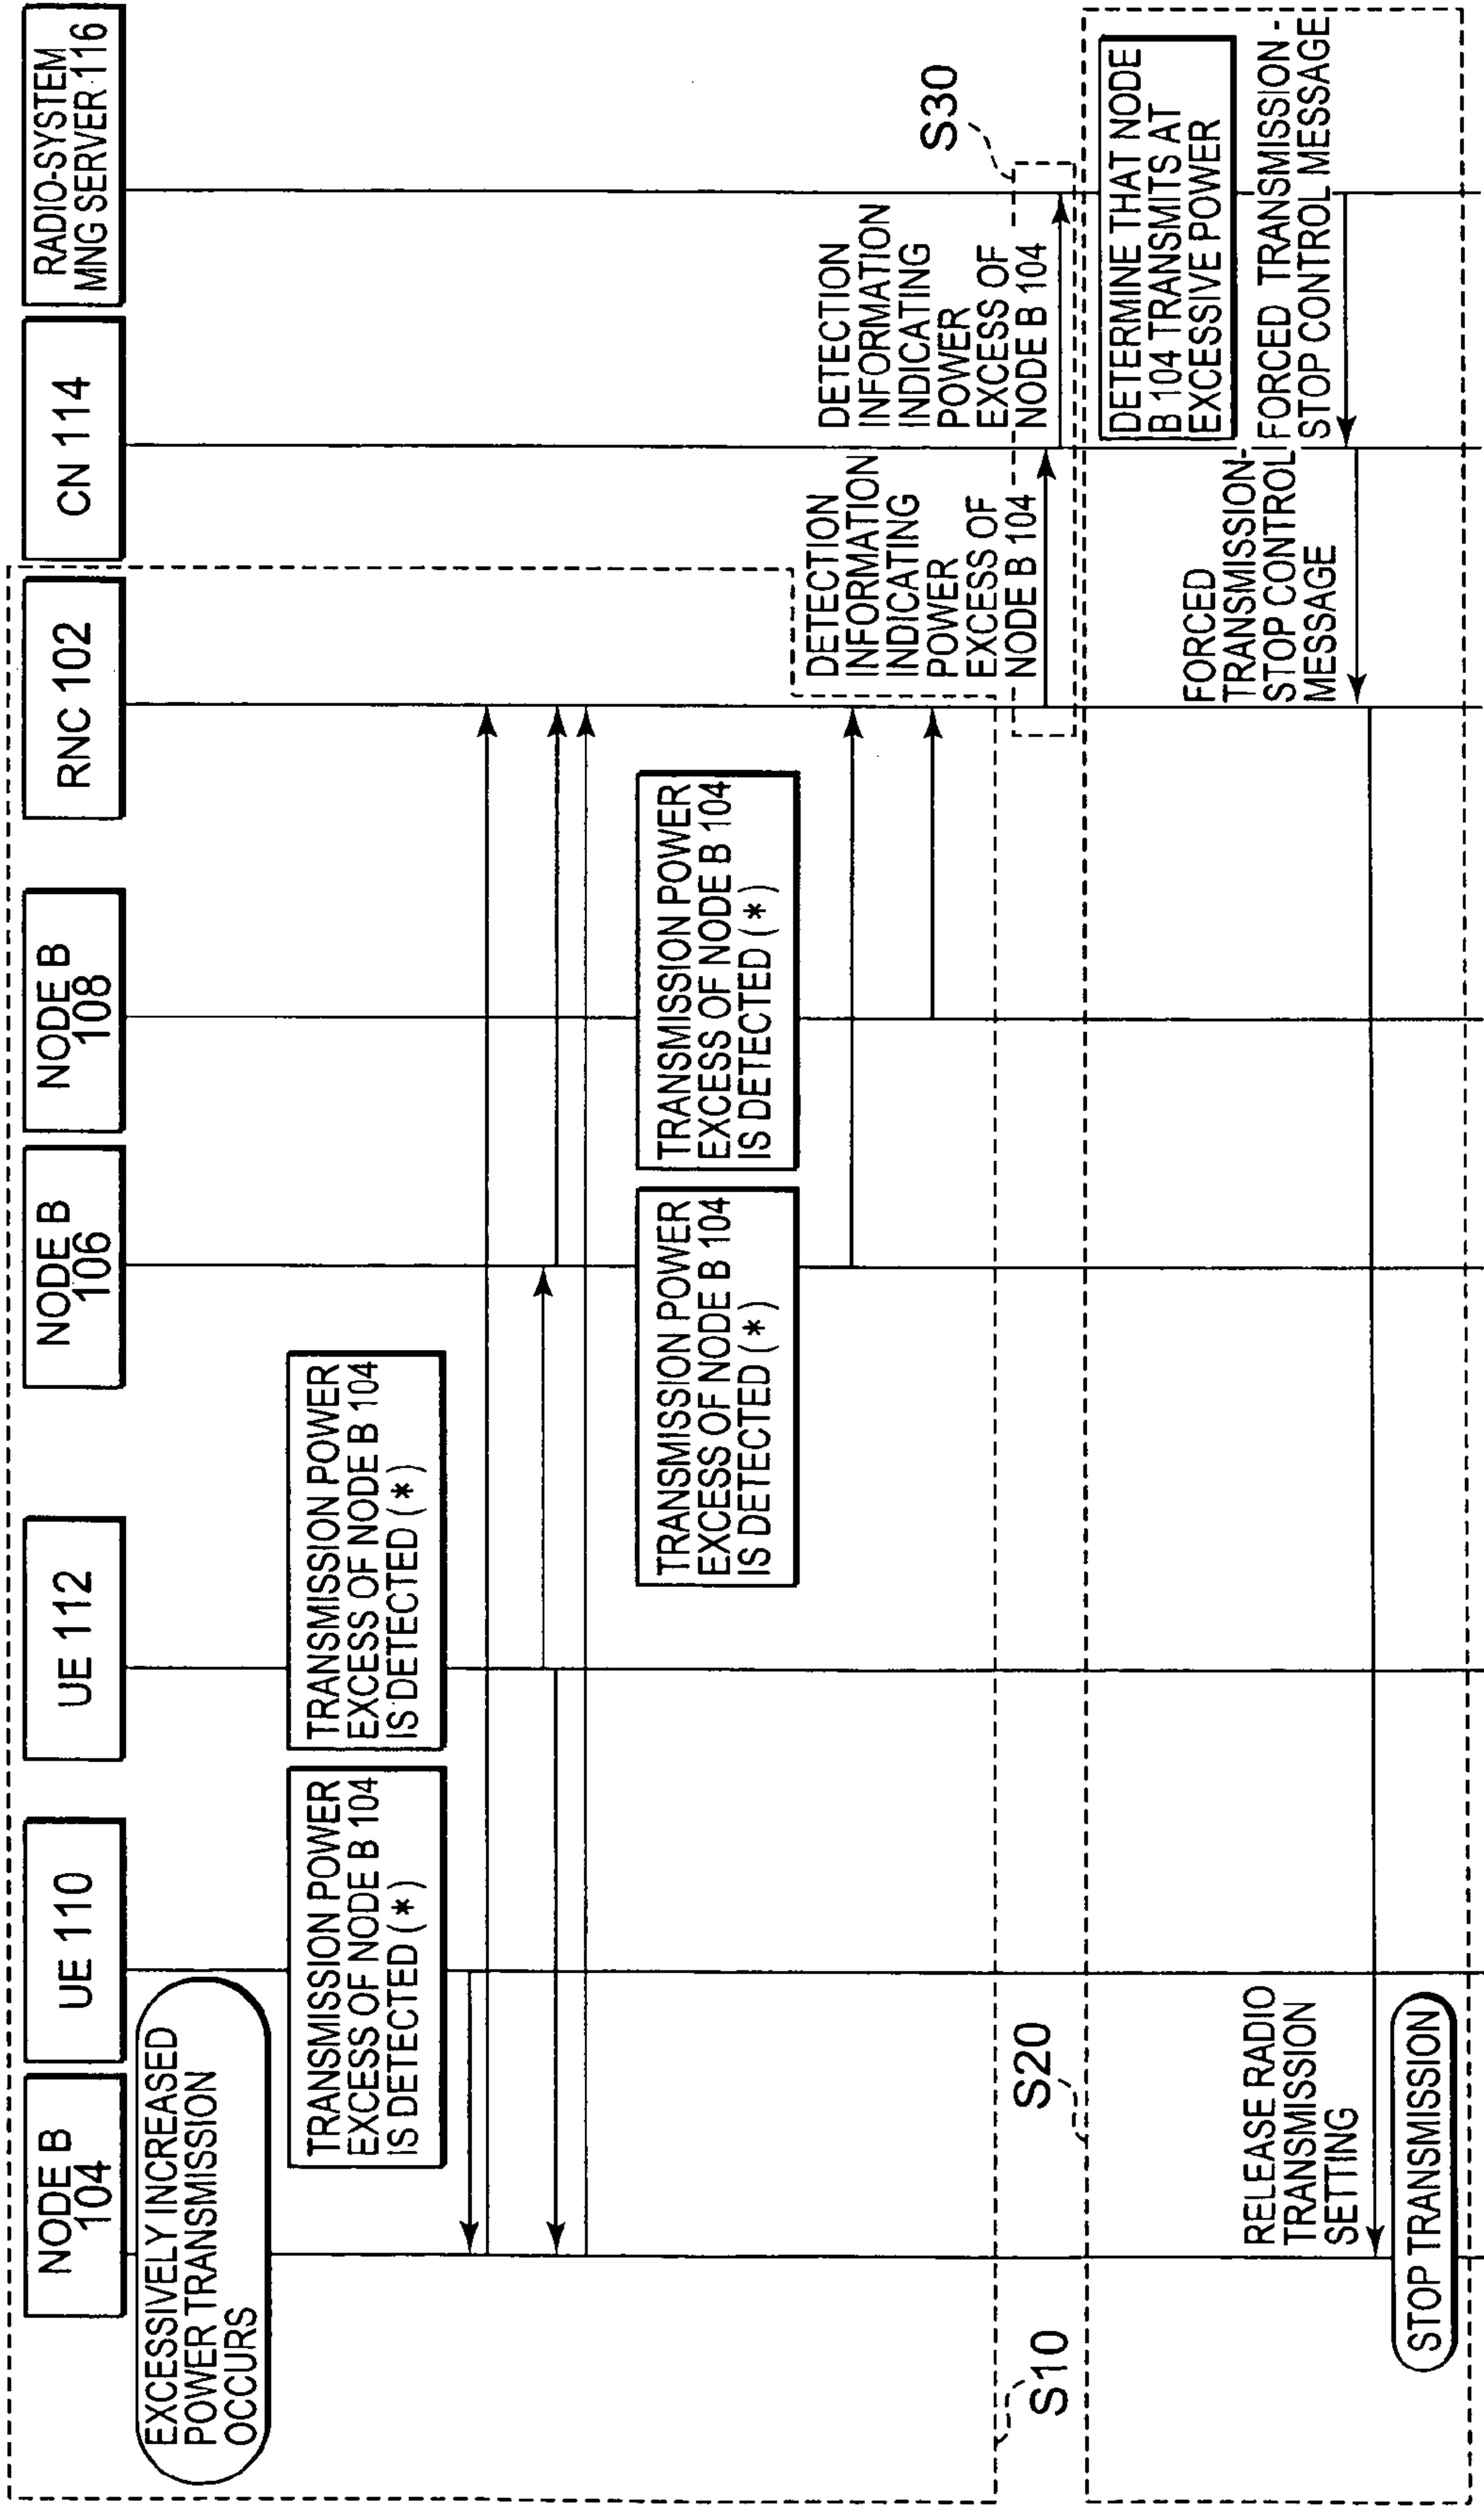 NODE B
104
UE 110
UE 112
NODE B
106
NODE B
108
RNC 102
CN 114
RADIO-SYSTEM
MNG SERVER 116
EXCESSIVELY INCREASED
POWER TRANSMISSION
OCCURS
TRANSMISSION POWER
EXCESS OF NODE B 104
IS DETECTED (*)
TRANSMISSION POWER
EXCESS OF NODE B 104
IS DETECTED (*)
TRANSMISSION POWER
EXCESS OF NODE B 104
IS DETECTED (*)
TRANSMISSION POWER
EXCESS OF NODE B 104
IS DETECTED (*)
DETECTION
INFORMATION
INDICATING
POWER
EXCESS OF
NODE B 104
DETECTION
INFORMATION
INDICATING
POWER
EXCESS OF
NODE B 104
S30
S10
S20
DETERMINE THAT NODE
B 104 TRANSMITS AT
EXCESSIVE POWER
FORCED TRANSMISSION-
STOP CONTROL MESSAGE
FORCED
TRANSMISSION-
STOP CONTROL
MESSAGE
RELEASE RADIO
TRANSMISSION
SETTING
STOP TRANSMISSION